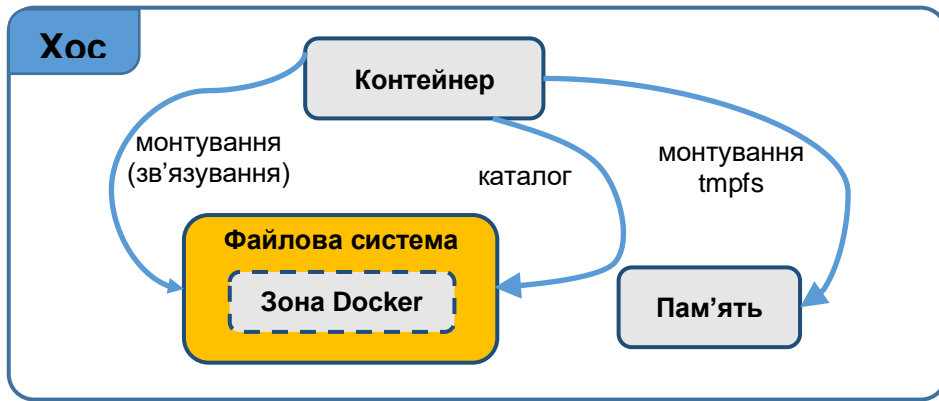 Хос
Контейнер
монтування
(зв’язування)
каталог
монтування
tmpfs
Файлова система
Зона Docker
Пам’ять